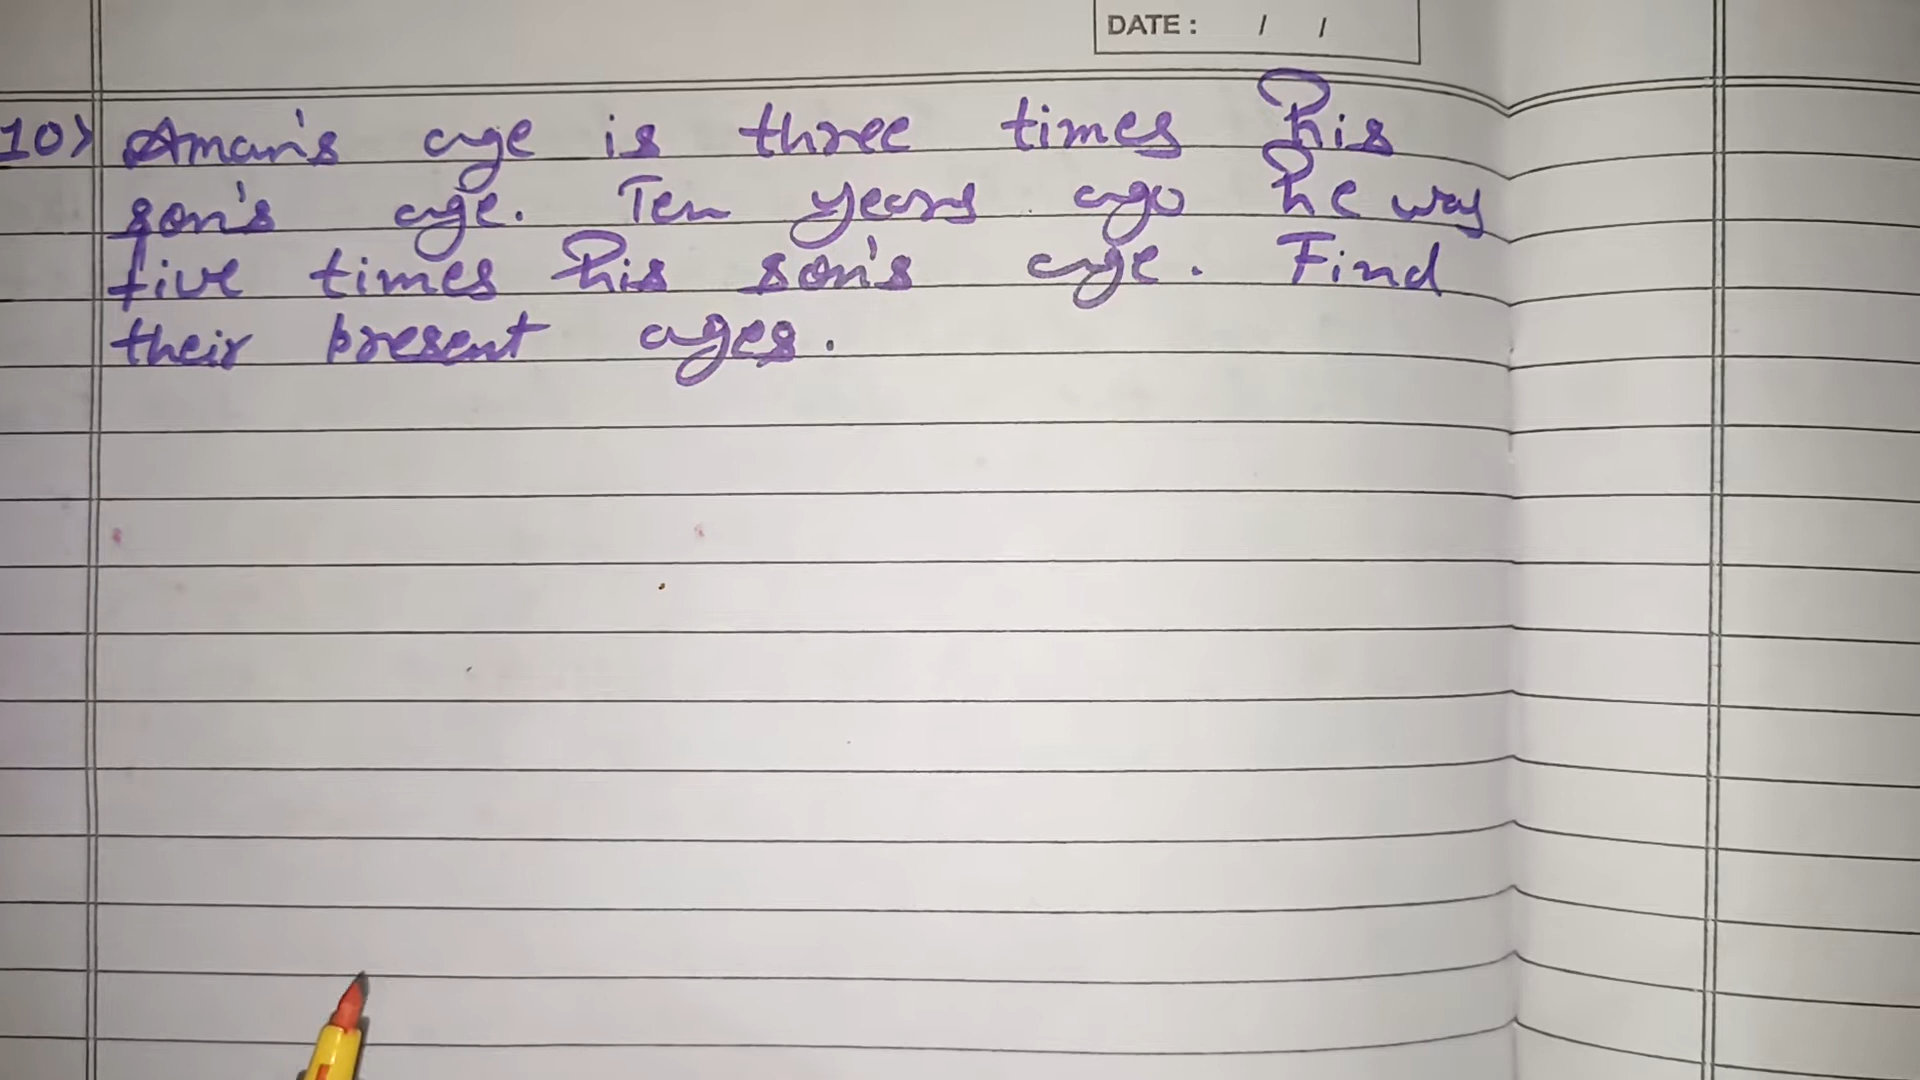 DATE : / /
10) Aman's age is three times his
son's age. Ten years ago he was
five times his son's age. Find
their present ages.